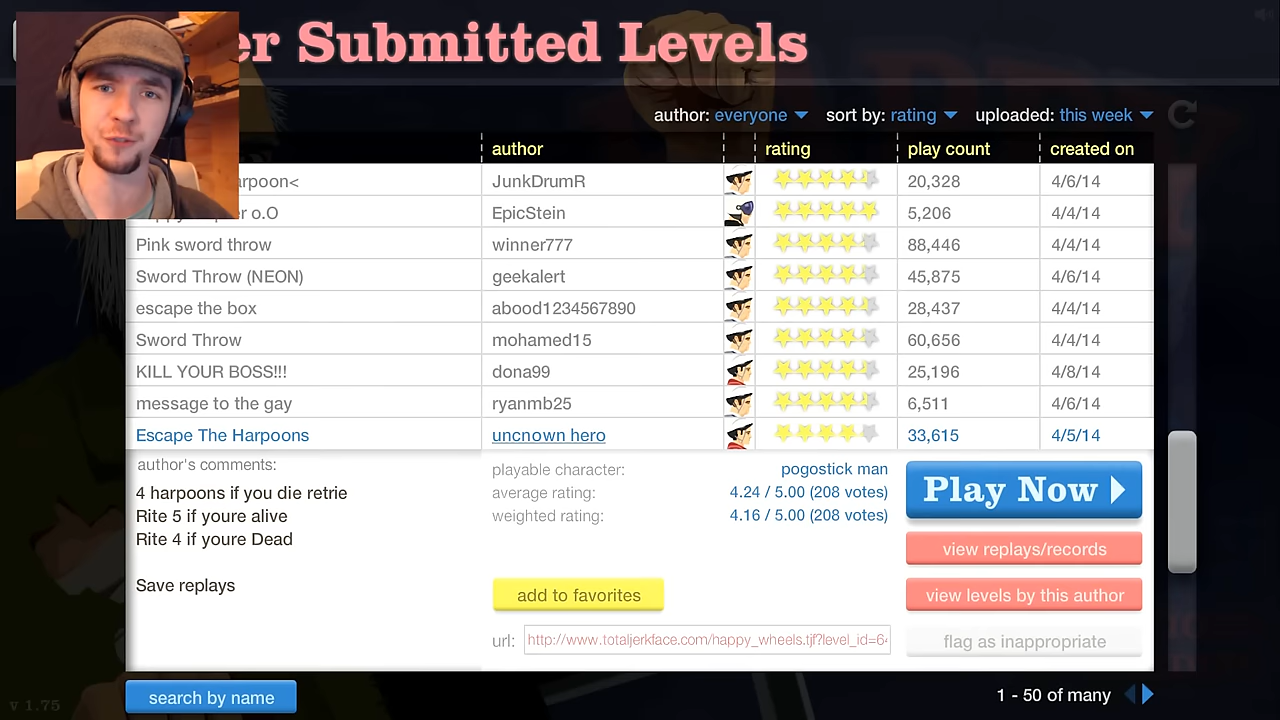 er Submitted Levels
author: everyone sort by: rating uploaded: this week
author rating play count created on
arpoon< JunkDrumR 20,328 4/6/14
o.O EpicStein 5,206 4/4/14
Pink sword throw winner777 88,446 4/4/14
Sword Throw (NEON) geekalert 45,875 4/6/14
escape the box abood1234567890 28,437 4/4/14
Sword Throw mohamed15 60,656 4/4/14
KILL YOUR BOSS!!! dona99 25,196 4/8/14
message to the gay ryanmb25 6,511 4/6/14
Escape The Harpoons uncnown hero 33,615 4/5/14
author's comments:
4 harpoons if you die retrie
Rite 5 if youre alive
Rite 4 if youre Dead
Save replays
playable character: pogostick man
average rating: 4.24 / 5.00 (208 votes)
weighted rating: 4.16 / 5.00 (208 votes)
add to favorites
url: http://www.totaljerkface.com/happy_wheels.tjf?level_id=6
Play Now
view replays/records
view levels by this author
flag as inappropriate
search by name
1 - 50 of many
v 1.75